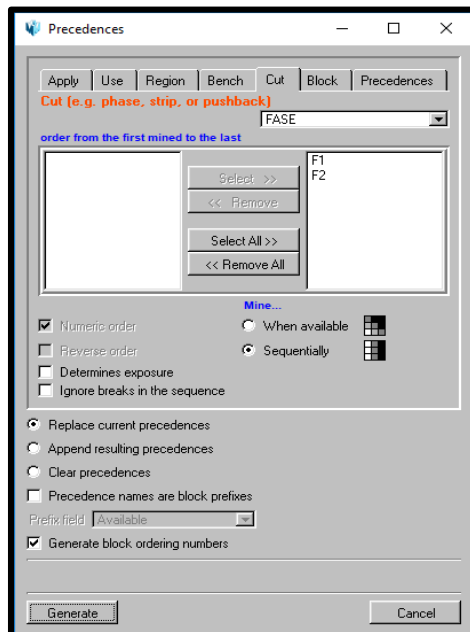 Precedences
Apply Use Region Bench Cut Block Precedences
Cut (e.g. phase, strip, or pushback)
FASE
order from the first mined to the last
F1
F2
Select >>
<< Remove
Select All >>
<< Remove All
Mine...
Numeric order
When available
Reverse order
Sequentially
Determines exposure
Ignore breaks in the sequence
Replace current precedences
Append resulting precedences
Clear precedences
Precedence names are block prefixes
Prefix field Available
Generate block ordering numbers
Generate Cancel